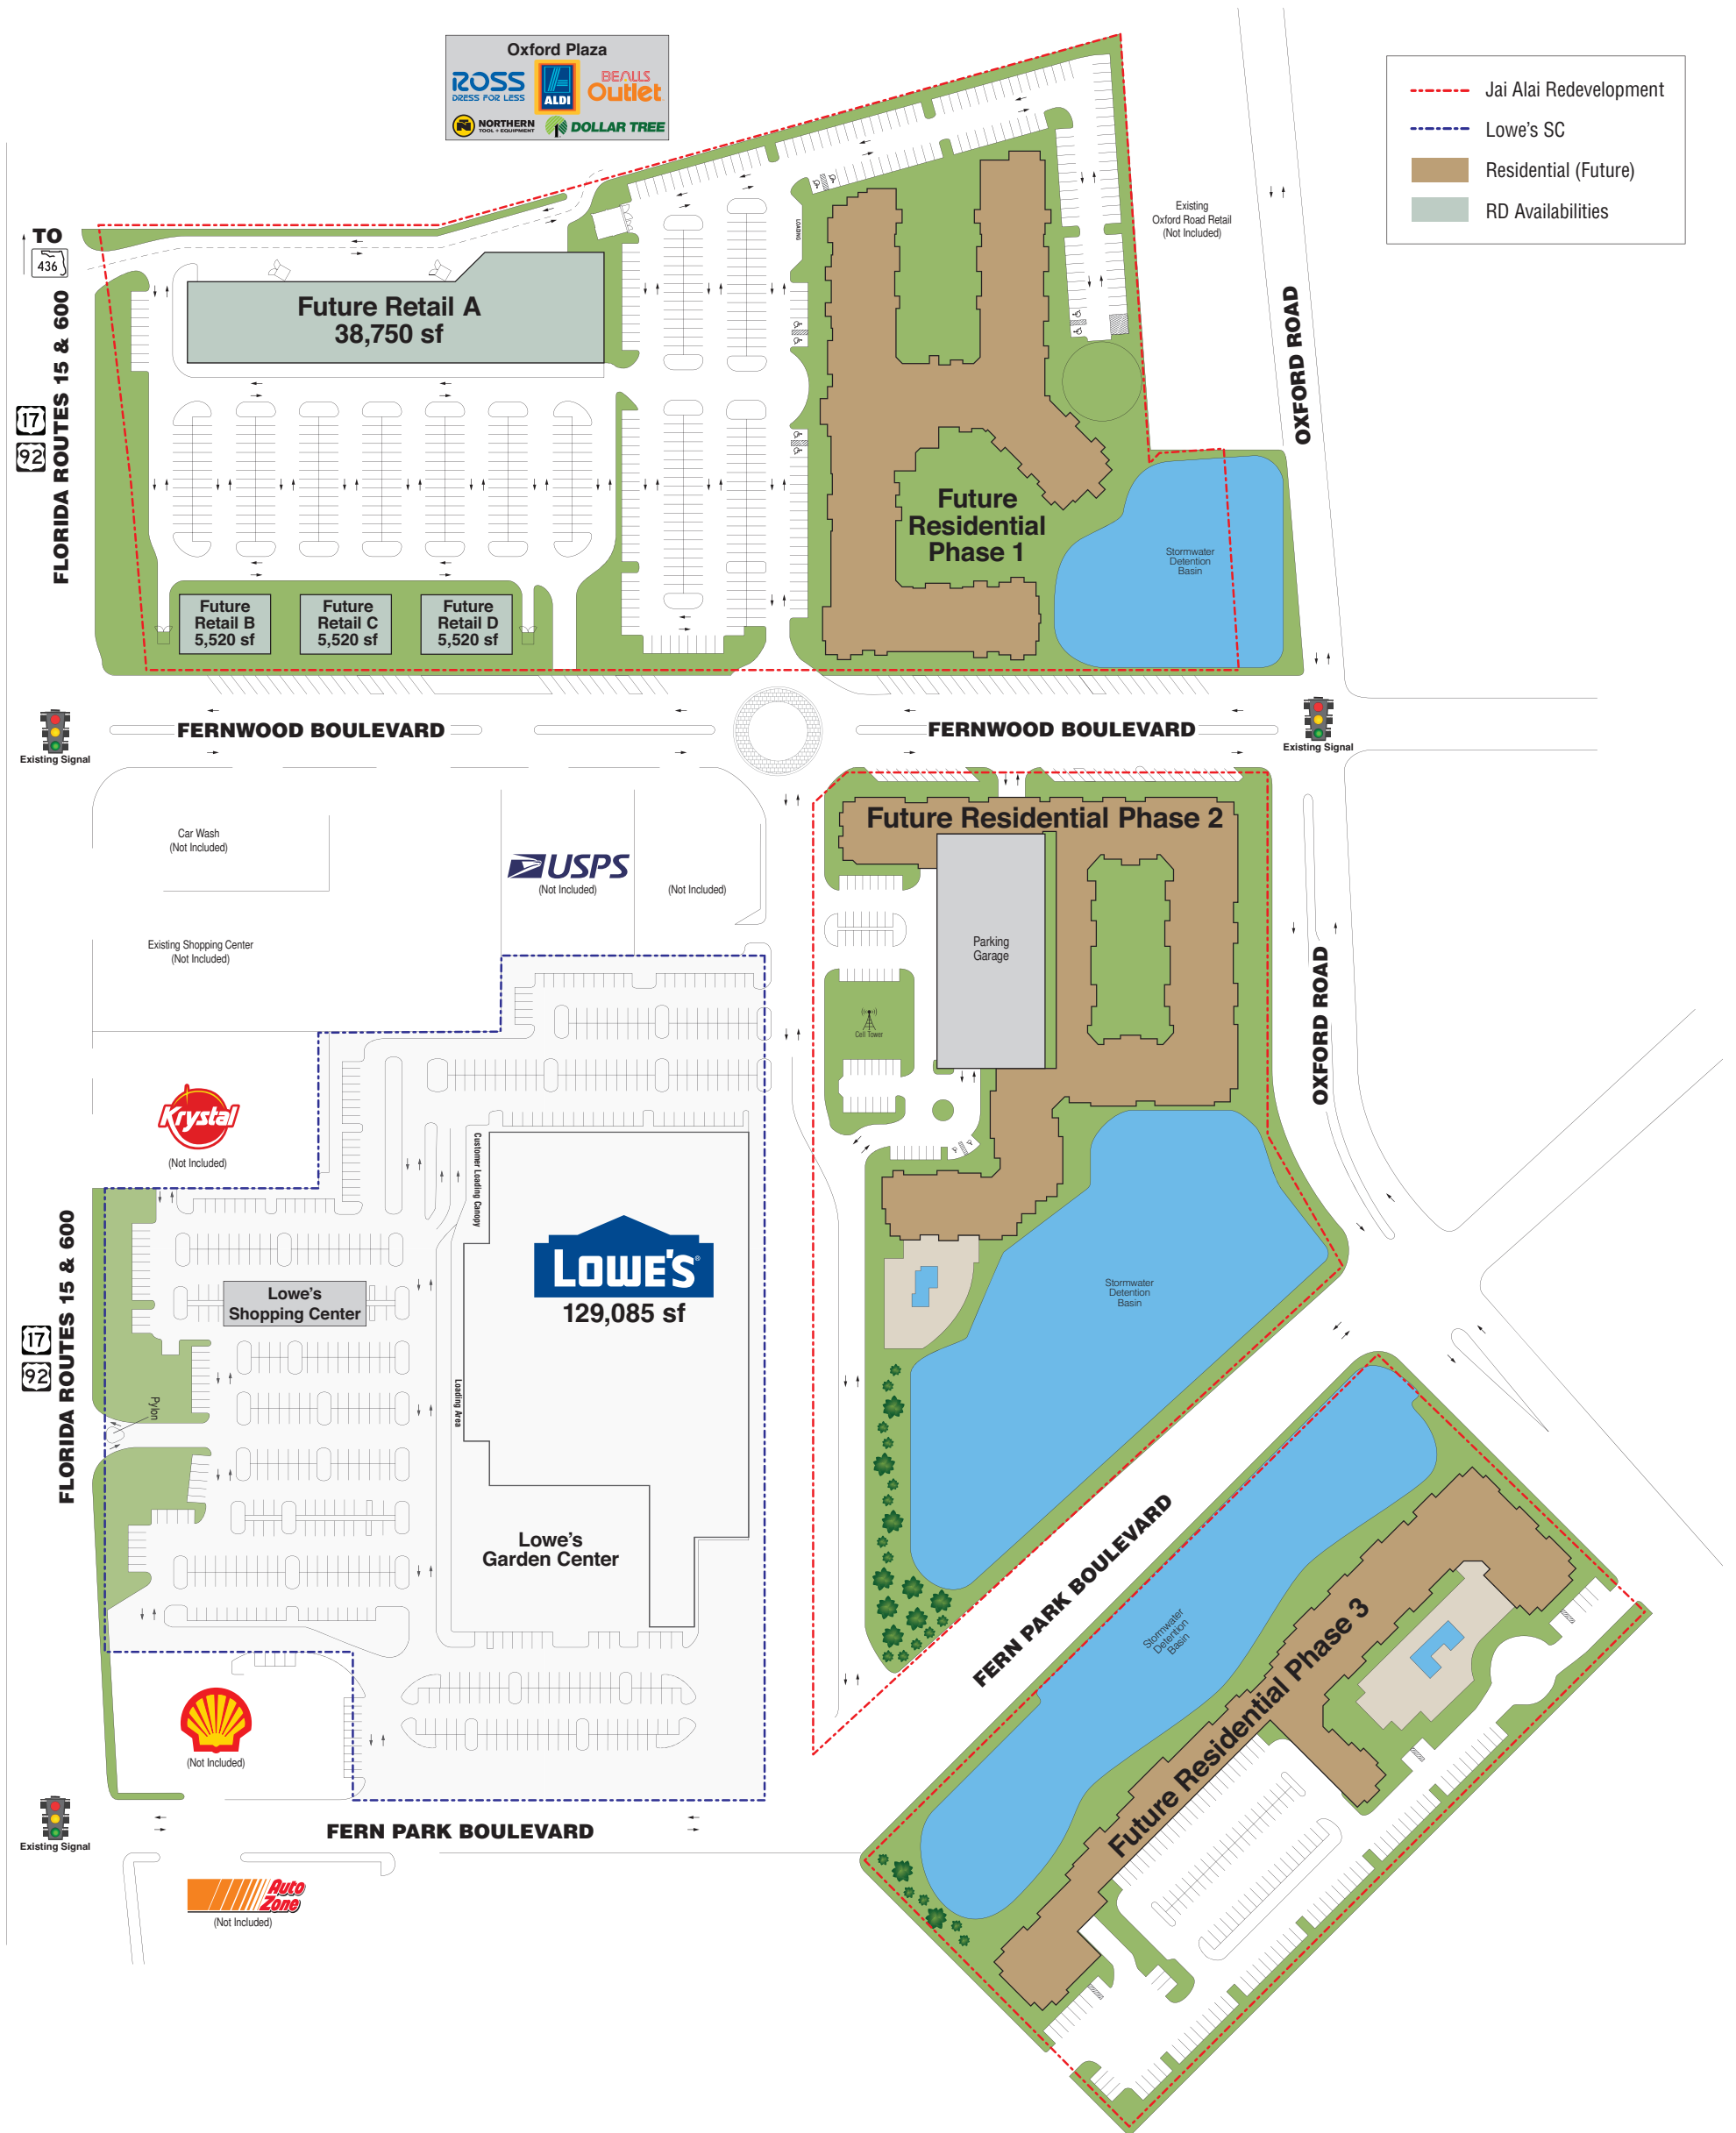 Oxford Plaza
ROSS
DRESS FOR LESS
ALDI
BEALLS
Outlet
NORTHERN
TOOL + EQUIPMENT
DOLLAR TREE
Jai Alai Redevelopment
Lowe's SC
Residential (Future)
RD Availabilities
TO
436
FLORIDA ROUTES 15 & 600
17
92
Future Retail A
38,750 sf
LOADING
Existing
Oxford Road Retail
(Not Included)
OXFORD ROAD
Future
Residential
Phase 1
Stormwater
Detention
Basin
Future
Retail B
5,520 sf
Future
Retail C
5,520 sf
Future
Retail D
5,520 sf
Existing Signal
FERNWOOD BOULEVARD
FERNWOOD BOULEVARD
Existing Signal
Car Wash
(Not Included)
USPS
(Not Included)
(Not Included)
Existing Shopping Center
(Not Included)
Future Residential Phase 2
Parking
Garage
Cell Tower
OXFORD ROAD
Krystal
(Not Included)
Customer Loading Canopy
LOWE'S®
129,085 sf
Lowe's
Shopping Center
FLORIDA ROUTES 15 & 600
17
92
Pylon
Loading Area
Stormwater
Detention
Basin
Lowe's
Garden Center
FERN PARK BOULEVARD
Stormwater
Detention
Basin
Future Residential Phase 3
(Not Included)
Existing Signal
FERN PARK BOULEVARD
Auto
Zone
(Not Included)